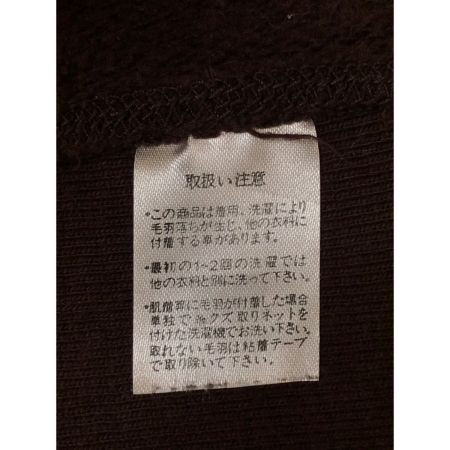 取扱い注意
•この商品は着用、洗濯により
毛羽落ちが生じ、他の衣料に
付着する事があります。
•最初の1~2回の洗濯では
他の衣料と別に洗って下さい。
•肌着等に毛羽が付着した場合
単独で糸クズ取りネットを
付けた洗濯機でお洗い下さい。
取れない毛羽は粘着テープ
で取り除いて下さい。